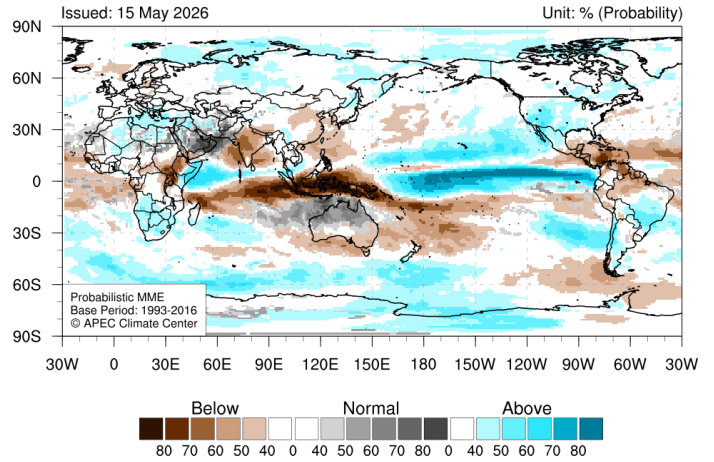 Issued: 15 May 2026 Unit: % (Probability)
90N
60N
30N
0
30S
60S
90S
Probabilistic MME
Base Period: 1993-2016
© APEC Climate Center
30W 0 30E 60E 90E 120E 150E 180 150W 120W 90W 60W 30W
Below Normal Above
80 70 60 50 40 0 0 40 50 60 70 80 0 40 50 60 70 80